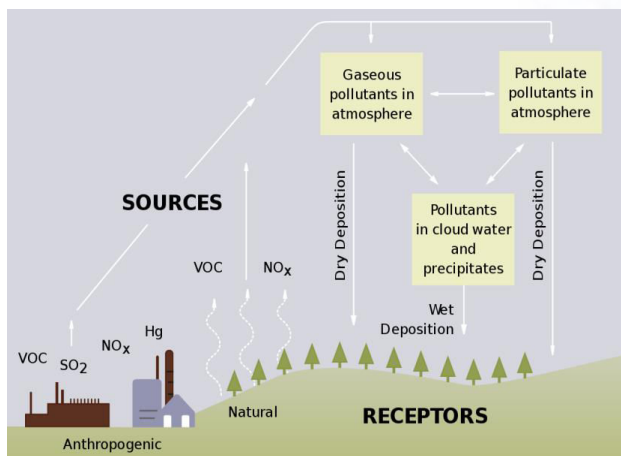 Gaseous
pollutants in
atmosphere
Particulate
pollutants in
atmosphere
Dry Deposition
Dry Deposition
SOURCES
Pollutants
in cloud water
and
precipitates
VOC
NOx
Wet
Deposition
VOC
SO2
NOx
Hg
Natural
RECEPTORS
Anthropogenic